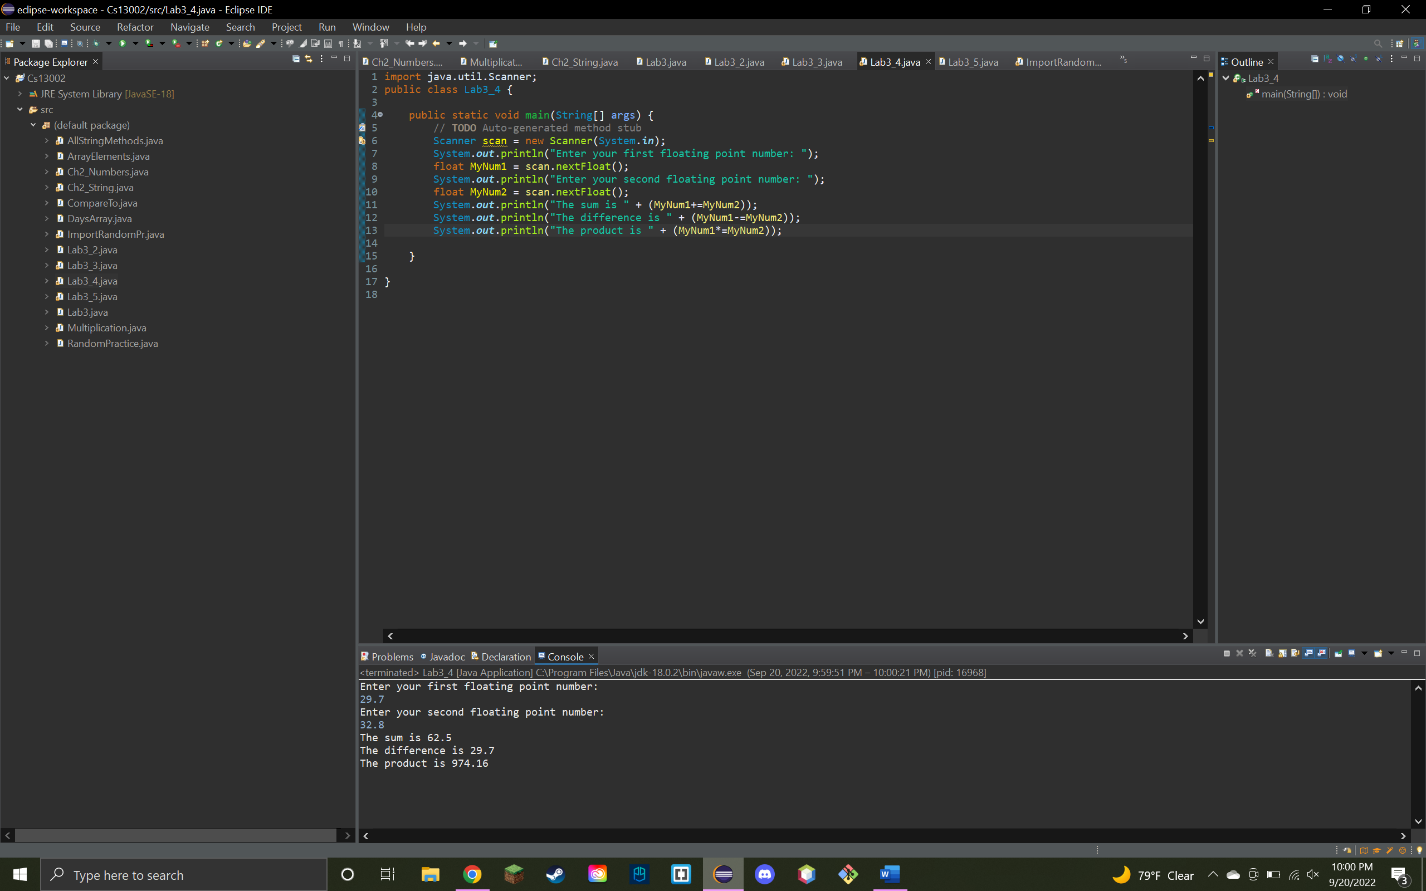 eclipse-workspace - Cs13002/src/Lab3_4.java - Eclipse IDE
File Edit Source Refactor Navigate Search Project Run Window Help
Package Explorer
Cs13002
JRE System Library [JavaSE-18]
src
(default package)
AllStringMethods.java
ArrayElements.java
Ch2_Numbers.java
Ch2_String.java
CompareTo.java
DaysArray.java
ImportRandomPr.java
Lab3_2.java
Lab3_3.java
Lab3_4.java
Lab3_5.java
Lab3.java
Multiplication.java
RandomPractice.java
Ch2_Numbers.... Multiplicat... Ch2_String.java Lab3.java Lab3_2.java Lab3_3.java Lab3_4.java Lab3_5.java ImportRandom...
1 import java.util.Scanner;
2 public class Lab3_4 {
3
4 public static void main(String[] args) {
5 // TODO Auto-generated method stub
6 Scanner scan = new Scanner(System.in);
7 System.out.println("Enter your first floating point number: ");
8 float MyNum1 = scan.nextFloat();
9 System.out.println("Enter your second floating point number: ");
10 float MyNum2 = scan.nextFloat();
11 System.out.println("The sum is " + (MyNum1+=MyNum2));
12 System.out.println("The difference is " + (MyNum1-=MyNum2));
13 System.out.println("The product is " + (MyNum1*=MyNum2));
14
15 }
16
17 }
18
Outline
Lab3_4
main(String[]) : void
Problems Javadoc Declaration Console
<terminated> Lab3_4 [Java Application] C:\Program Files\Java\jdk-18.0.2\bin\javaw.exe (Sep 20, 2022, 9:59:51 PM – 10:00:21 PM) [pid: 16968]
Enter your first floating point number:
29.7
Enter your second floating point number:
32.8
The sum is 62.5
The difference is 29.7
The product is 974.16
Type here to search
79°F Clear
10:00 PM
9/20/2022
3